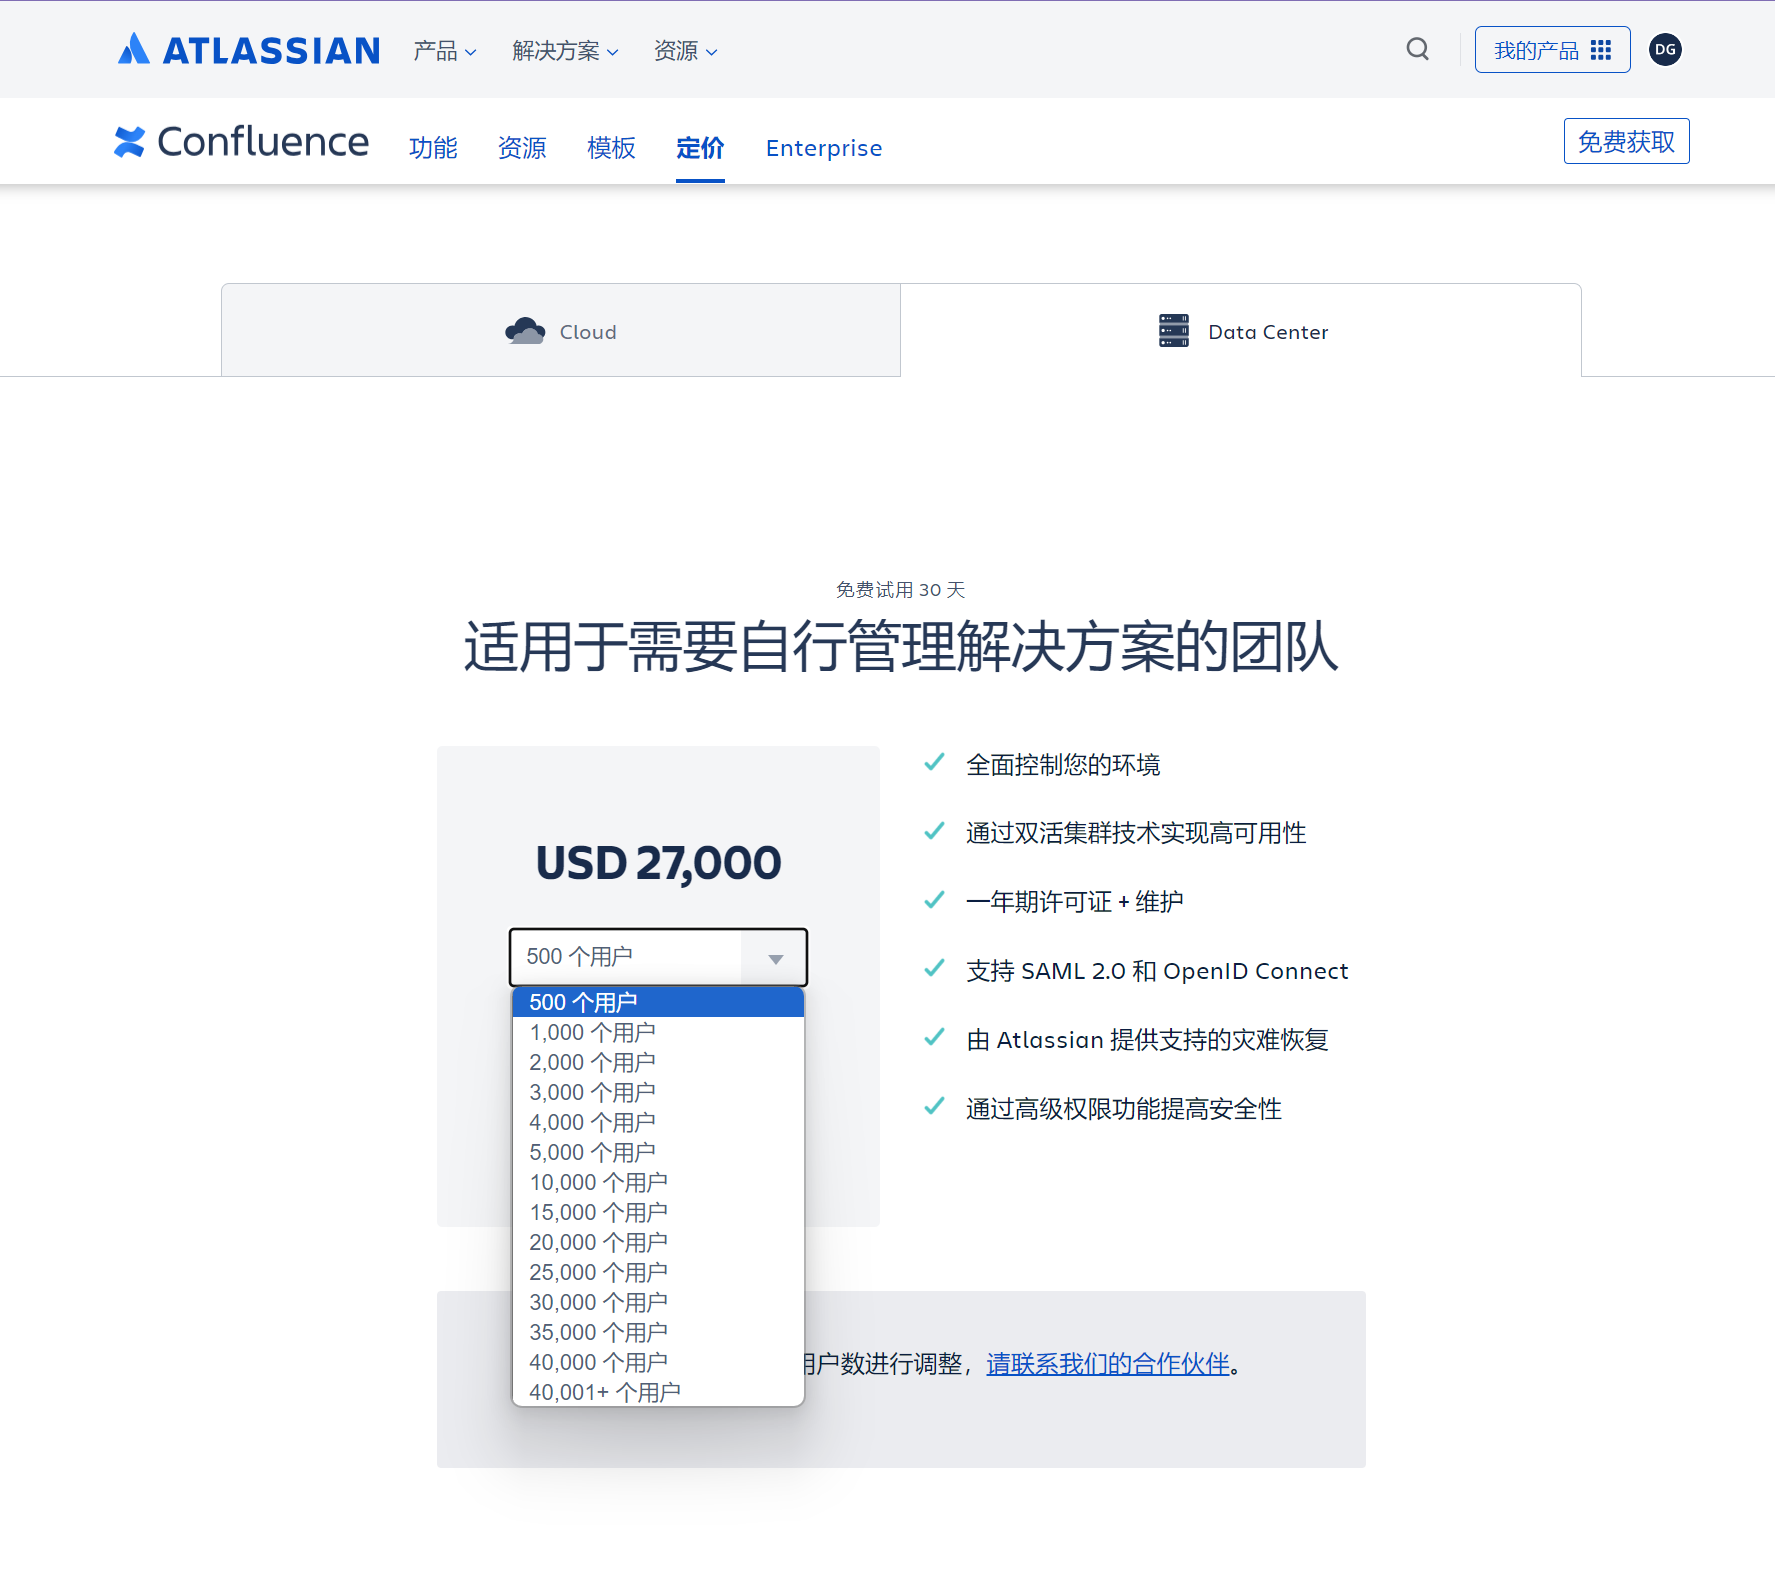 ATLASSIAN 产品 解决方案 资源 我的产品 DG
Confluence 功能 资源 模板 定价 Enterprise 免费获取
Cloud
Data Center
免费试用 30 天
适用于需要自行管理解决方案的团队
USD 27,000
500 个用户
500 个用户
1,000 个用户
2,000 个用户
3,000 个用户
4,000 个用户
5,000 个用户
10,000 个用户
15,000 个用户
20,000 个用户
25,000 个用户
30,000 个用户
35,000 个用户
40,000 个用户
40,001+ 个用户
全面控制您的环境
通过双活集群技术实现高可用性
一年期许可证 + 维护
支持 SAML 2.0 和 OpenID Connect
由 Atlassian 提供支持的灾难恢复
通过高级权限功能提高安全性
用户数进行调整，请联系我们的合作伙伴。